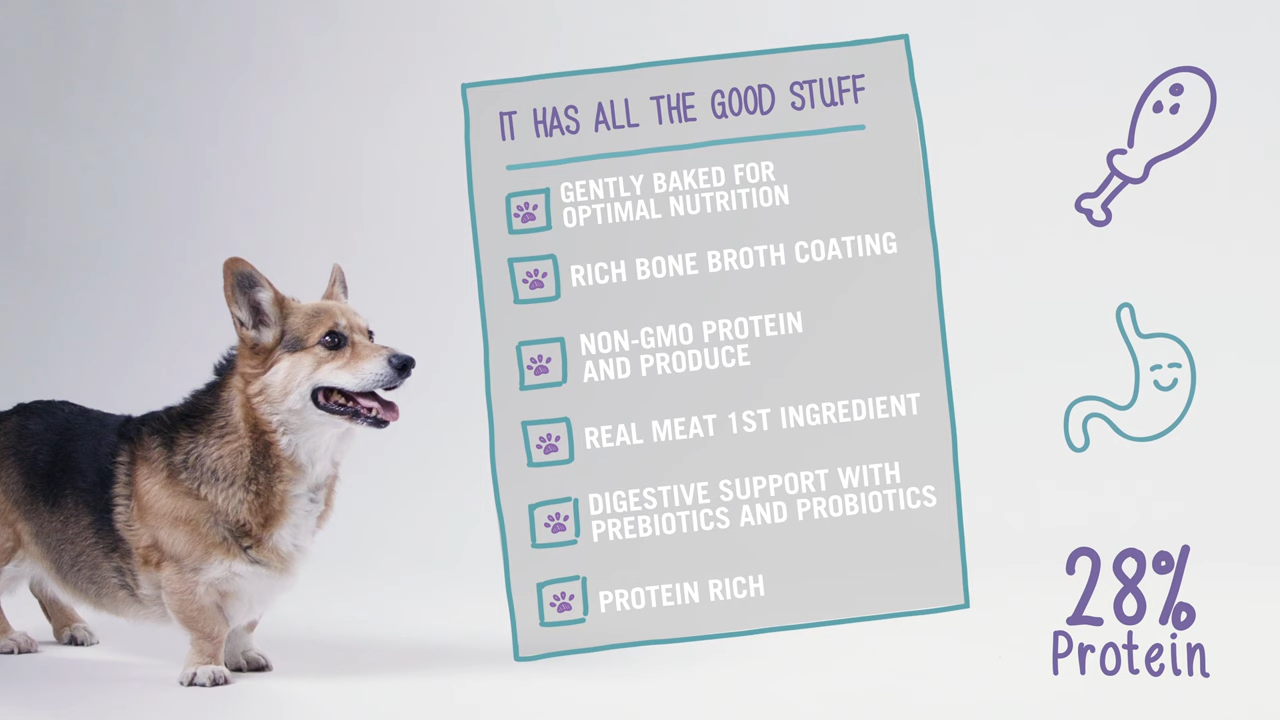 IT HAS ALL THE GOOD STUFF
GENTLY BAKED FOR
OPTIMAL NUTRITION
RICH BONE BROTH COATING
NON-GMO PROTEIN
AND PRODUCE
REAL MEAT 1ST INGREDIENT
DIGESTIVE SUPPORT WITH
PREBIOTICS AND PROBIOTICS
PROTEIN RICH
28%
Protein